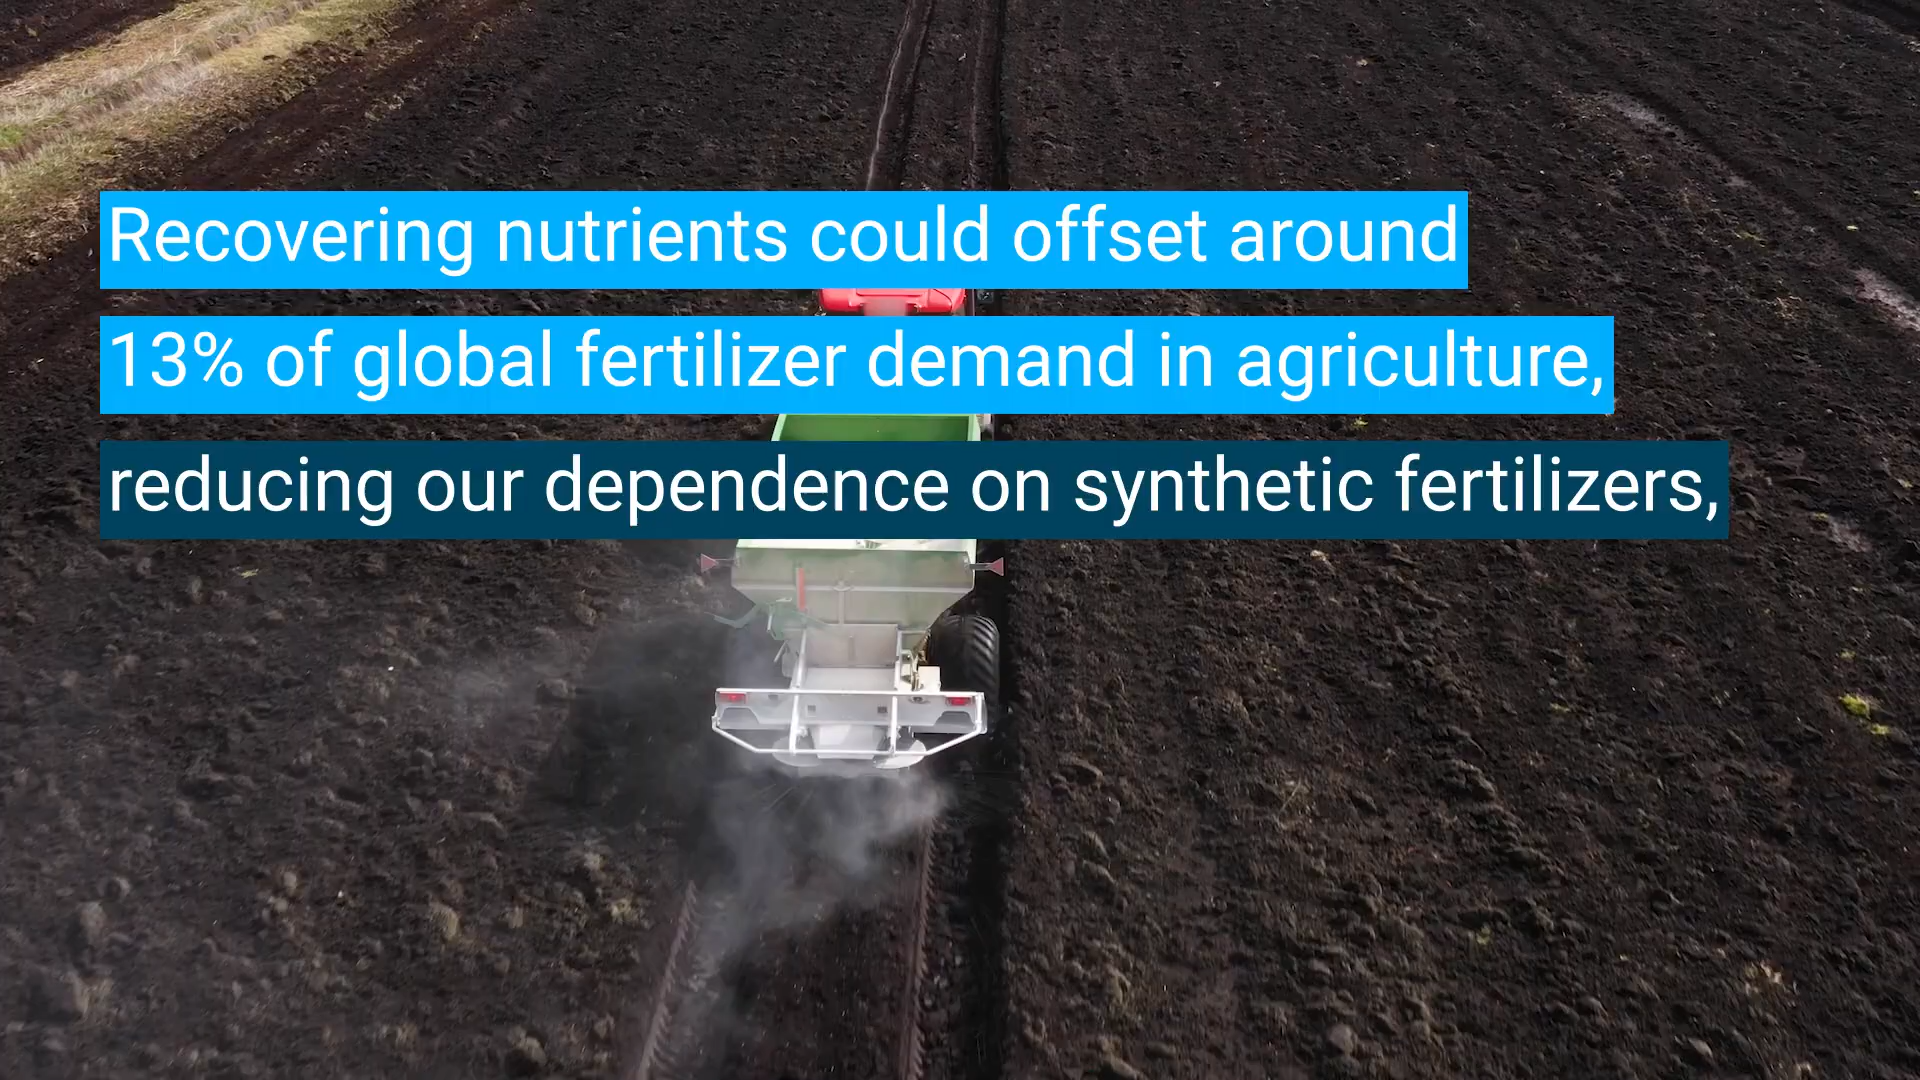 Recovering nutrients could offset around
13% of global fertilizer demand in agriculture,
reducing our dependence on synthetic fertilizers,